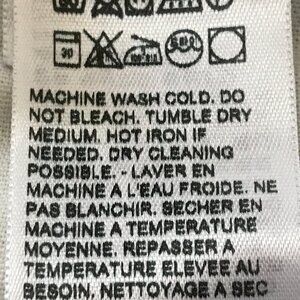 30
MACHINE WASH COLD. DO
NOT BLEACH. TUMBLE DRY
MEDIUM. HOT IRON IF
NEEDED. DRY CLEANING
POSSIBLE. - LAVER EN
MACHINE A L'EAU FROIDE. NE
PAS BLANCHIR. SECHER EN
MACHINE A TEMPERATURE
MOYENNE. REPASSER A
TEMPERATURE ELEVEE AU
BESOIN. NETTOYAGE A SEC